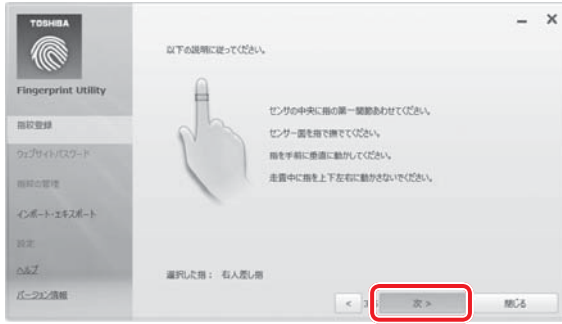 TOSHIBA
Fingerprint Utility
指紋登録
ウェブサイトパスワード
指紋の管理
インポート・エキスポート
設定
ヘルプ
バージョン情報
以下の説明に従ってください。
センサの中央に指の第一関節あわせてください。
センサー面を指で撫でてください。
指を手前に垂直に動かしてください。
走査中に指を上下左右に動かさないでください。
選択した指： 右人差し指
< 次 > 閉じる